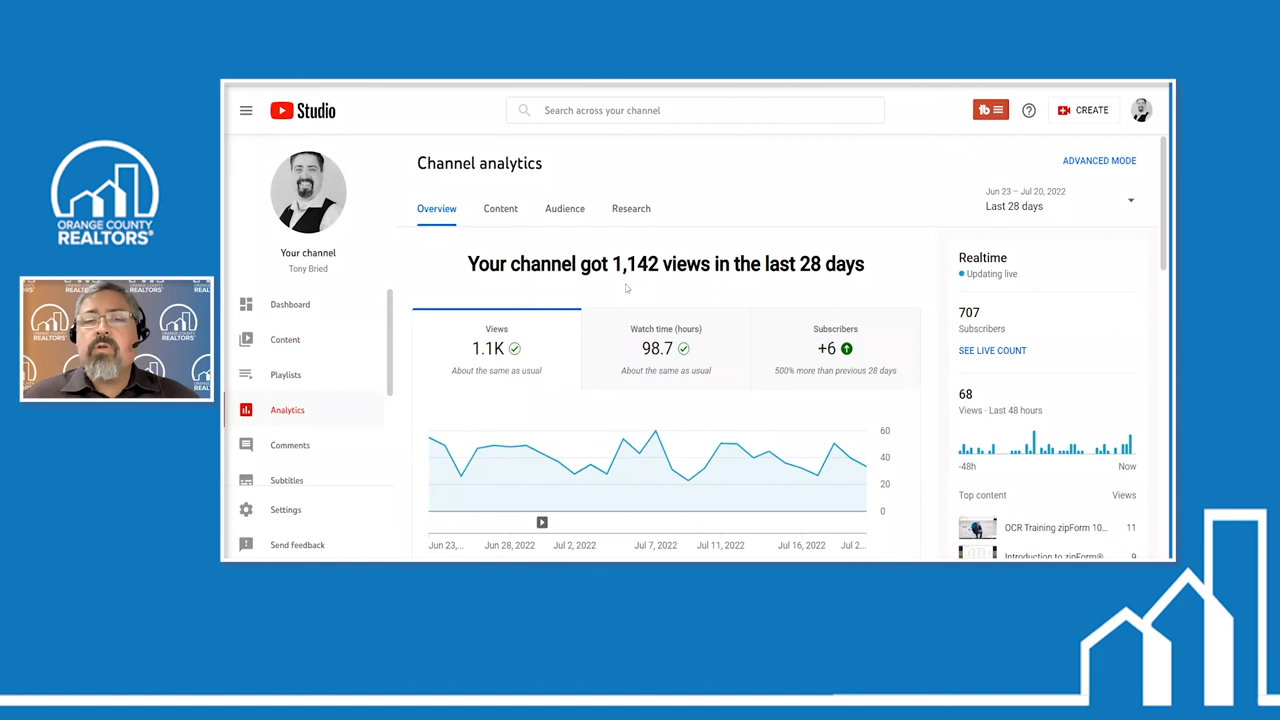 ORANGE COUNTY
REALTORS®
Studio
Search across your channel
CREATE
Your channel
Tony Bried
Dashboard
Content
Playlists
Analytics
Comments
Subtitles
Settings
Send feedback
Channel analytics
ADVANCED MODE
Overview
Content
Audience
Research
Jun 23 – Jul 20, 2022
Last 28 days
Your channel got 1,142 views in the last 28 days
Views
1.1K
About the same as usual
Watch time (hours)
98.7
About the same as usual
Subscribers
+6
500% more than previous 28 days
60
40
20
0
Jun 23,...
Jun 28, 2022
Jul 2, 2022
Jul 7, 2022
Jul 11, 2022
Jul 16, 2022
Jul 2...
Realtime
Updating live
707
Subscribers
SEE LIVE COUNT
68
Views · Last 48 hours
-48h
Now
Top content
Views
OCR Training zipForm 10...
11
Introduction to zipForm®
9